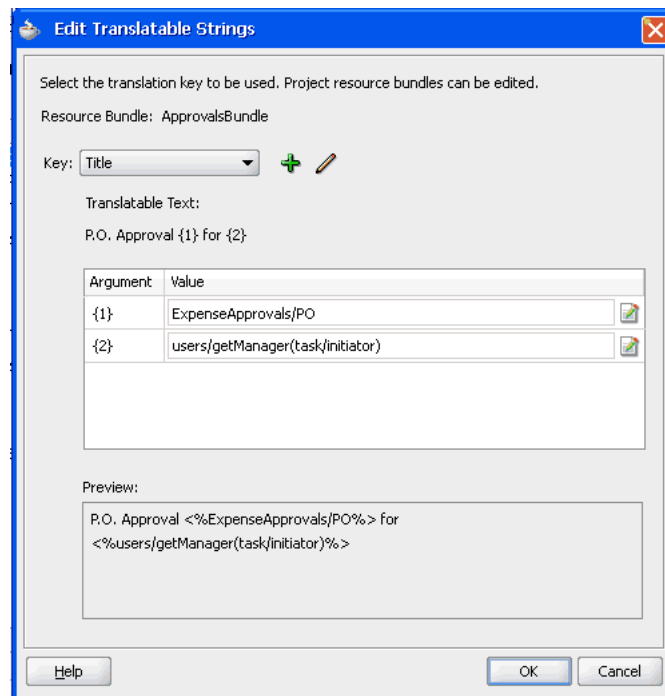 Edit Translatable Strings
Select the translation key to be used. Project resource bundles can be edited.
Resource Bundle: ApprovalsBundle
Key: Title
Translatable Text:
P.O. Approval {1} for {2}
Argument Value
{1} ExpenseApprovals/PO
{2} users/getManager(task/initiator)
Preview:
P.O. Approval <%ExpenseApprovals/PO%> for
<%users/getManager(task/initiator)%>
Help OK Cancel